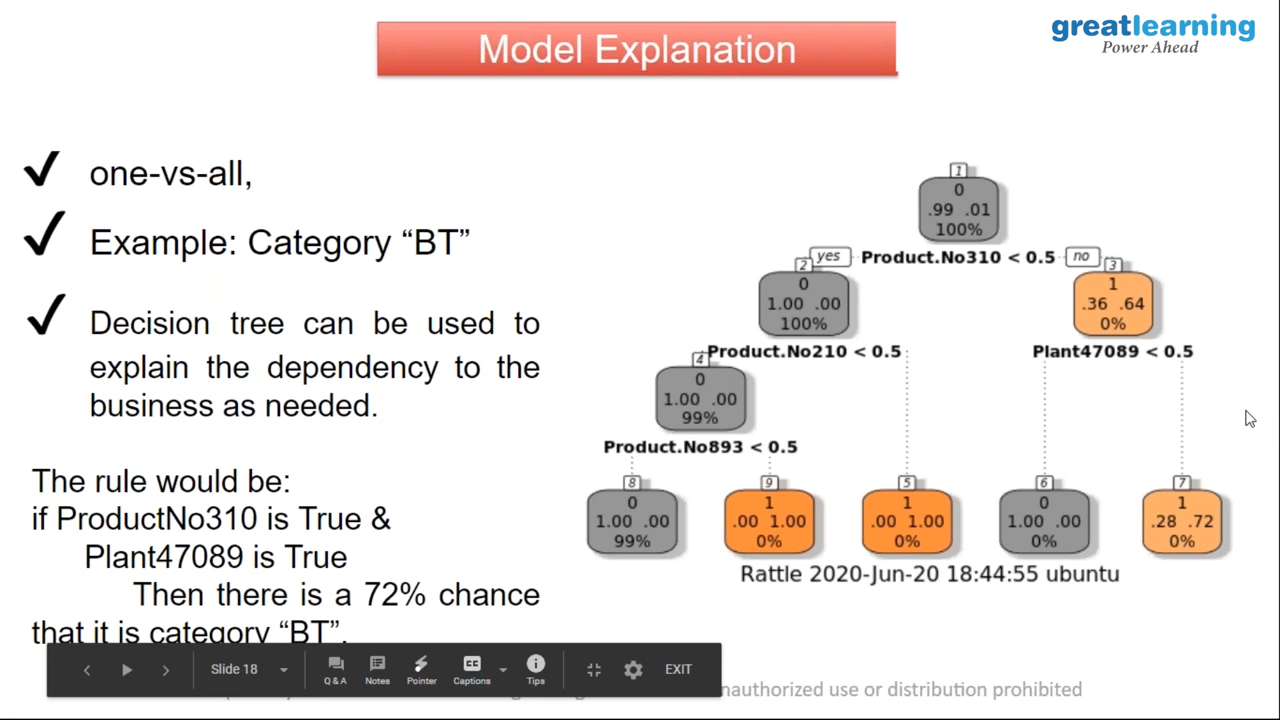 Model Explanation
greatlearning
Power Ahead
one-vs-all,
Example: Category “BT”
Decision tree can be used to
explain the dependency to the
business as needed.
The rule would be:
if ProductNo310 is True &
Plant47089 is True
Then there is a 72% chance
that it is category “BT”.
1
0
.99 .01
100%
yes Product.No310 < 0.5 no
2
0
1.00 .00
100%
3
1
.36 .64
0%
Product.No210 < 0.5
Plant47089 < 0.5
4
0
1.00 .00
99%
Product.No893 < 0.5
8
0
1.00 .00
99%
9
1
.00 1.00
0%
5
1
.00 1.00
0%
6
0
1.00 .00
0%
7
1
.28 .72
0%
Rattle 2020-Jun-20 18:44:55 ubuntu
Slide 18
Q & A
Notes
Pointer
CC
Captions
Tips
EXIT
use or distribution prohibited